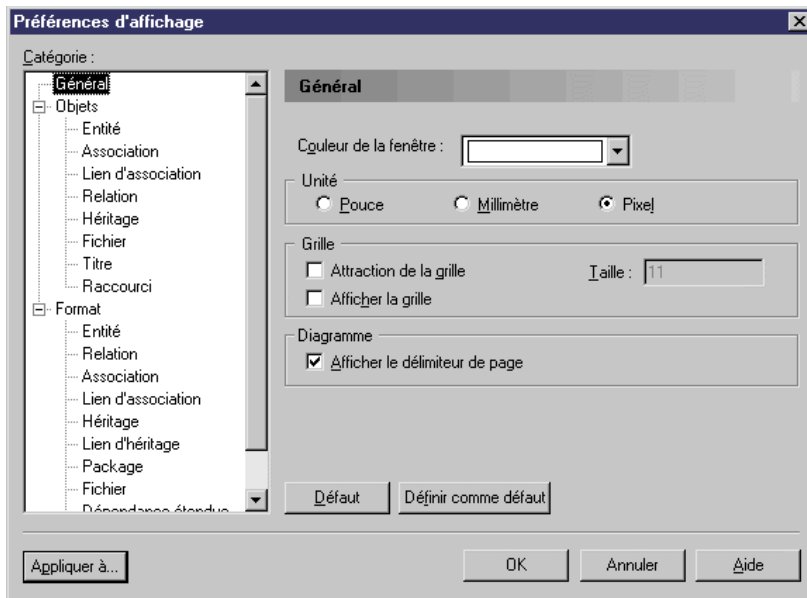 Préférences d'affichage
Catégorie :
Général
Objets
Entité
Association
Lien d'association
Relation
Héritage
Fichier
Titre
Raccourci
Format
Entité
Relation
Association
Lien d'association
Héritage
Lien d'héritage
Package
Fichier
Dépendance étendue
Général
Couleur de la fenêtre :
Unité
Pouce Millimètre Pixel
Grille
Attraction de la grille Taille : 11
Afficher la grille
Diagramme
Afficher le délimiteur de page
Défaut Définir comme défaut
Appliquer à... OK Annuler Aide